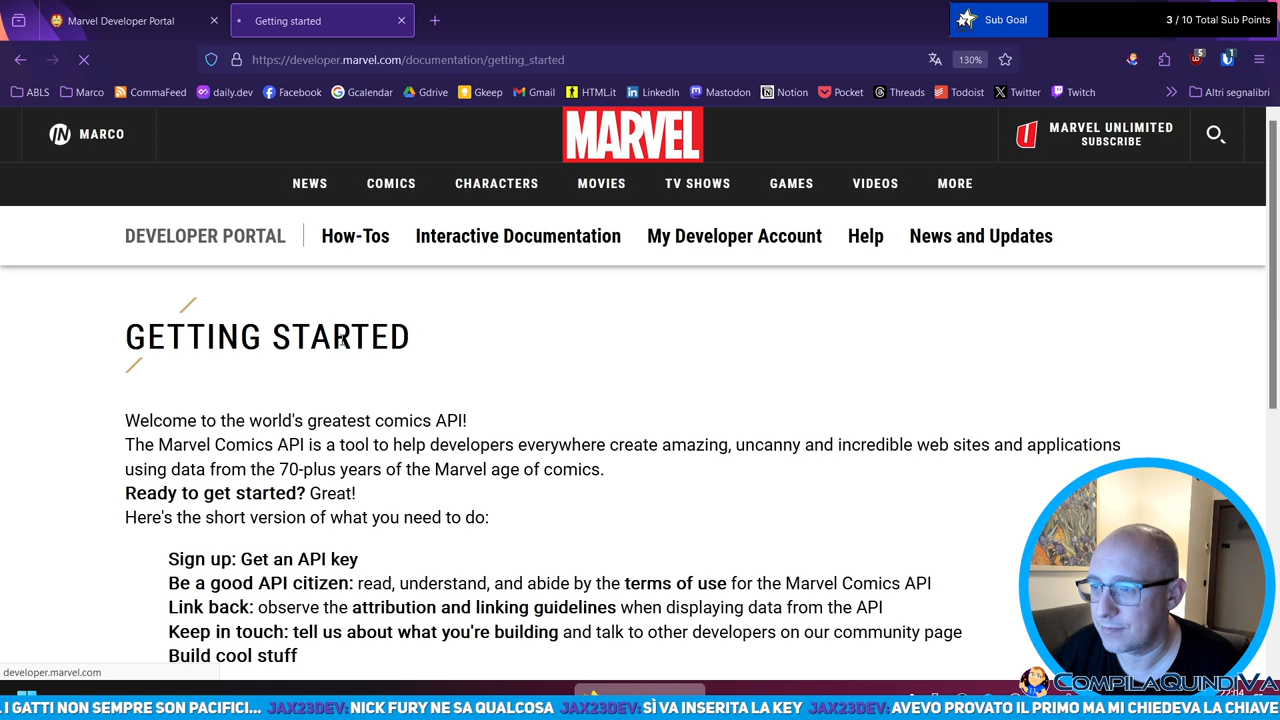 Marvel Developer Portal
Getting started
Sub Goal
3 / 10 Total Sub Points
https://developer.marvel.com/documentation/getting_started
130%
5
1
ABLS
Marco
CommaFeed
daily.dev
Facebook
Gcalendar
Gdrive
Gkeep
Gmail
HTML.it
LinkedIn
Mastodon
Notion
Pocket
Threads
Todoist
Twitter
Twitch
Altri segnalibri
IN MARCO
MARVEL
MARVEL UNLIMITED
SUBSCRIBE
NEWS
COMICS
CHARACTERS
MOVIES
TV SHOWS
GAMES
VIDEOS
MORE
DEVELOPER PORTAL
How-Tos
Interactive Documentation
My Developer Account
Help
News and Updates
GETTING STARTED
Welcome to the world's greatest comics API!
The Marvel Comics API is a tool to help developers everywhere create amazing, uncanny and incredible web sites and applications
using data from the 70-plus years of the Marvel age of comics.
Ready to get started? Great!
Here's the short version of what you need to do:
Sign up: Get an API key
Be a good API citizen: read, understand, and abide by the terms of use for the Marvel Comics API
Link back: observe the attribution and linking guidelines when displaying data from the API
Keep in touch: tell us about what you're building and talk to other developers on our community page
Build cool stuff
developer.marvel.com
COMPILAQUINDIVA
I GATTI NON SEMPRE SON PACIFICI... JAX23DEV: NICK FURY NE SA QUALCOSA JAX23DEV: SÌ VA INSERITA LA KEY JAX23DEV: AVEVO PROVATO IL PRIMO MA MI CHIEDEVA LA CHIAVE